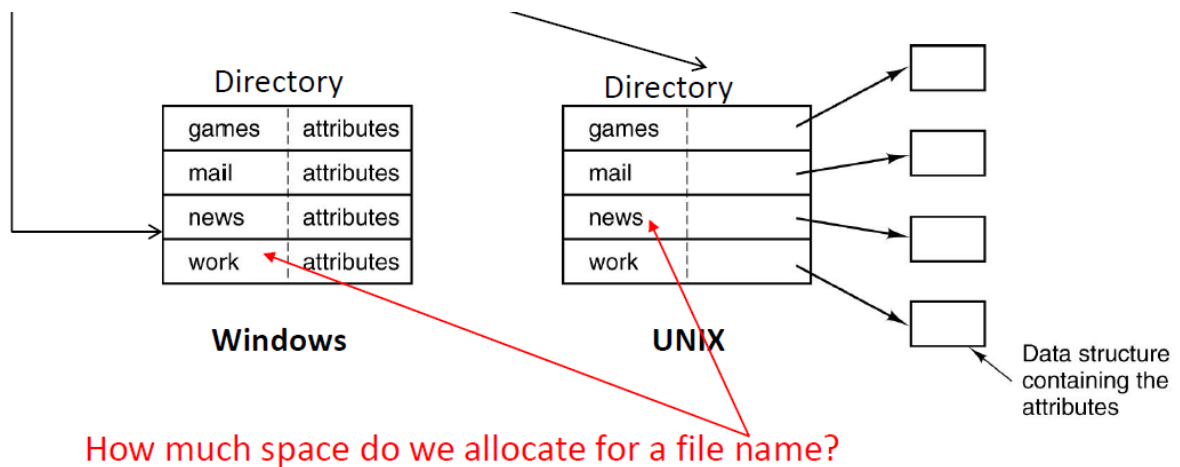 Directory
games attributes
mail attributes
news attributes
work attributes
Windows
Directory
games
mail
news
work
UNIX
Data structure
containing the
attributes
How much space do we allocate for a file name?